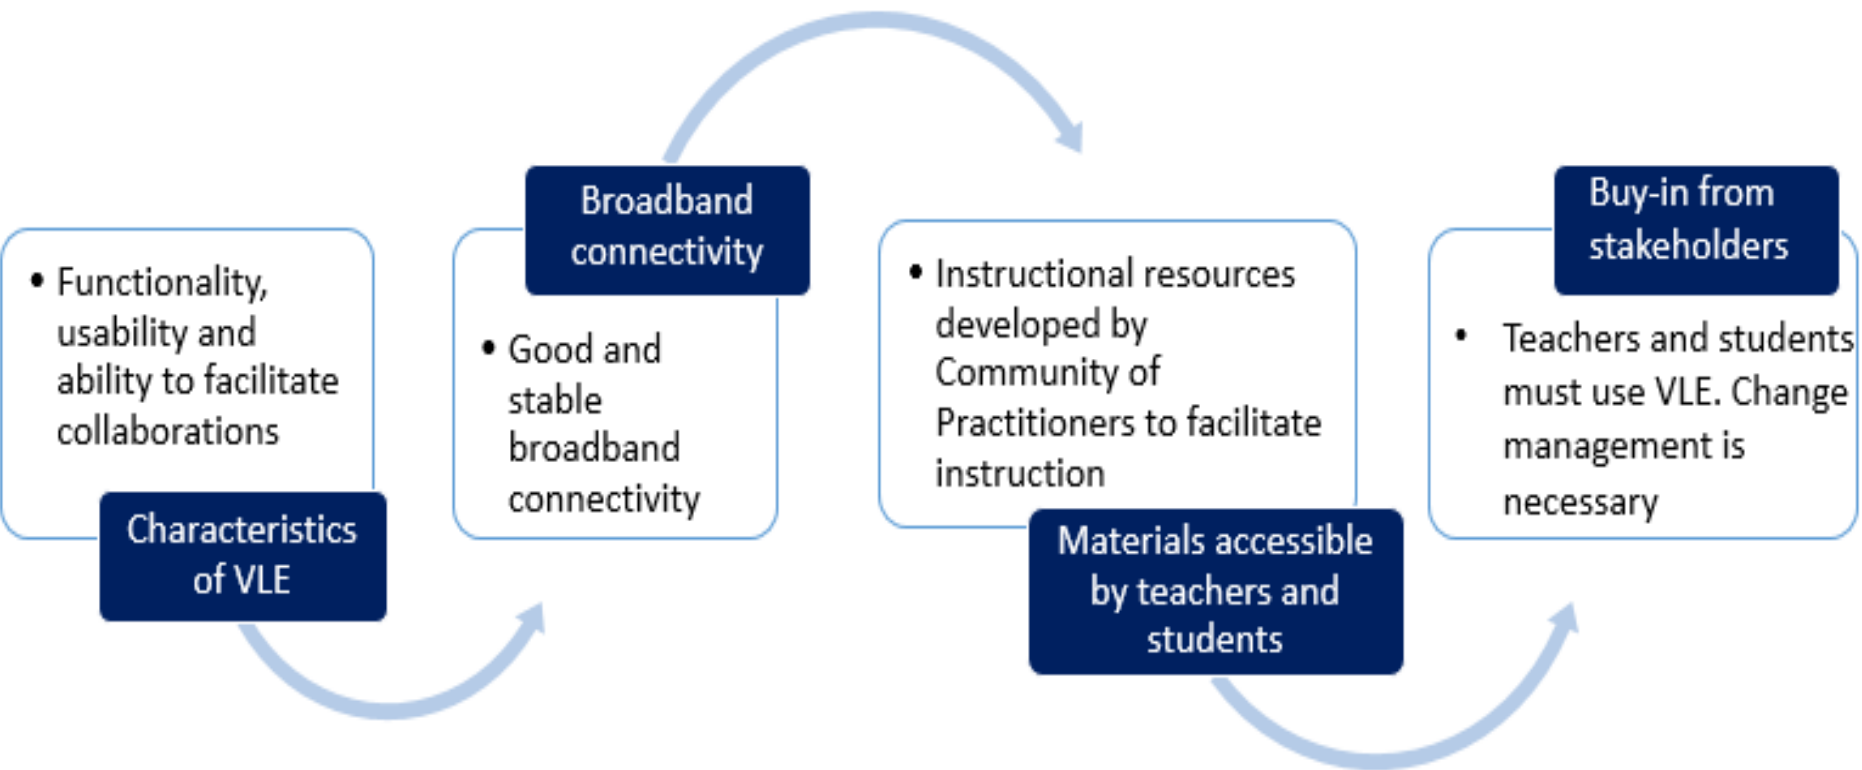 • Functionality,
usability and
ability to facilitate
collaborations
Characteristics
of VLE
Broadband
connectivity
• Good and
stable
broadband
connectivity
• Instructional resources
developed by
Community of
Practitioners to facilitate
instruction
Materials accessible
by teachers and
students
Buy-in from
stakeholders
• Teachers and students
must use VLE. Change
management is
necessary